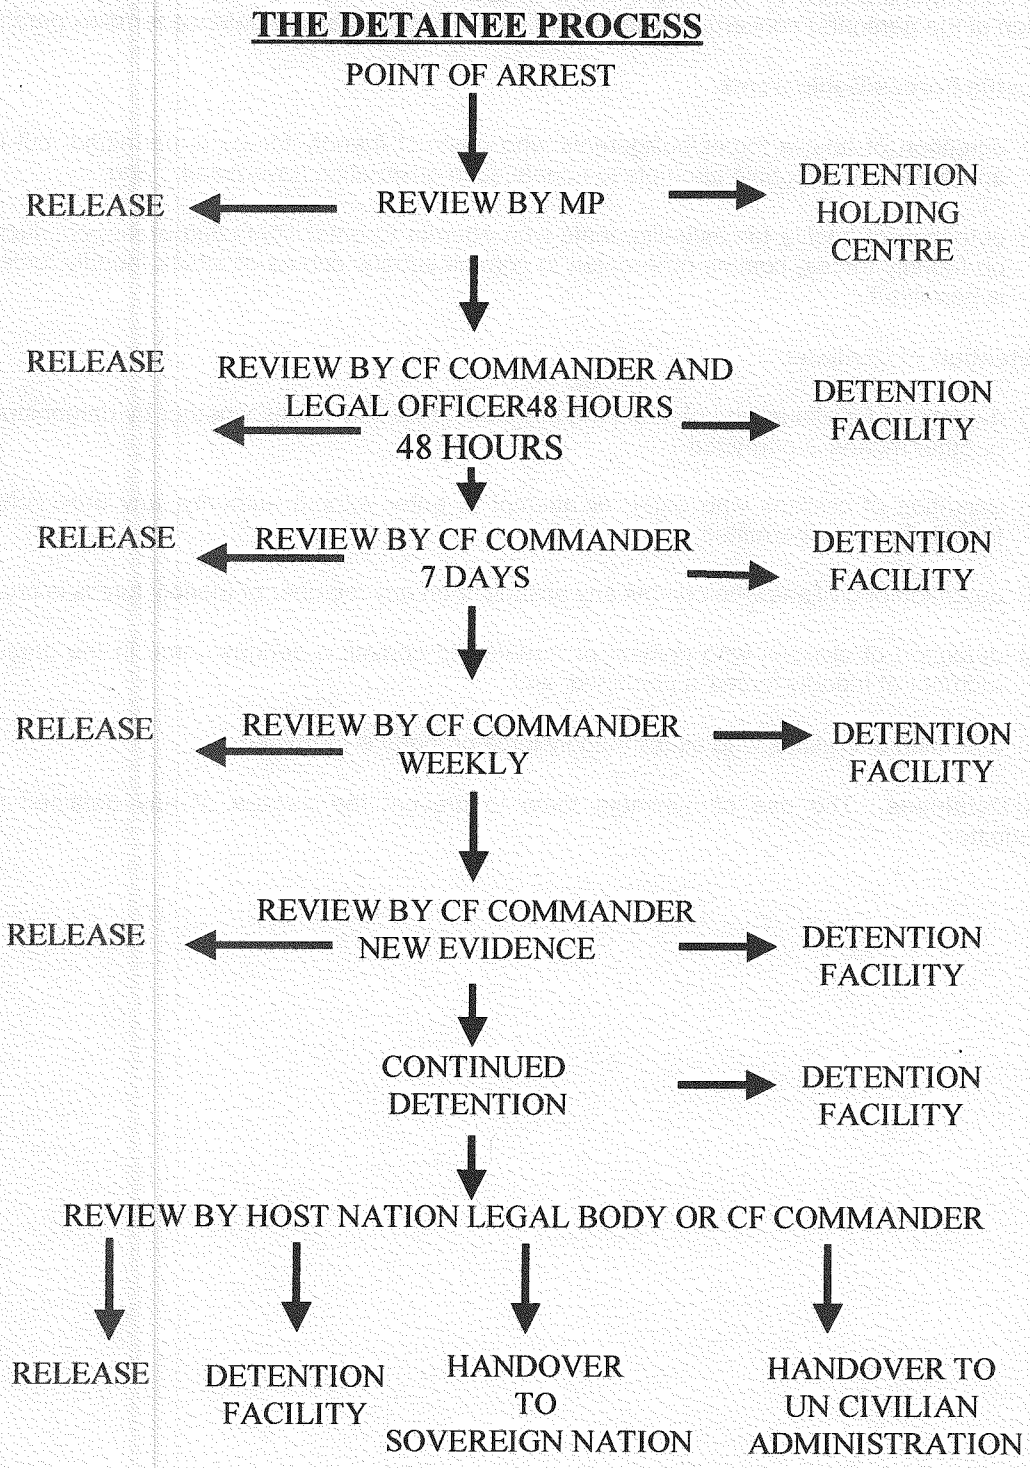 THE DETAINEE PROCESS
POINT OF ARREST
RELEASE
REVIEW BY MP
DETENTION
HOLDING
CENTRE
RELEASE
REVIEW BY CF COMMANDER AND
LEGAL OFFICER48 HOURS
48 HOURS
DETENTION
FACILITY
RELEASE
REVIEW BY CF COMMANDER
7 DAYS
DETENTION
FACILITY
RELEASE
REVIEW BY CF COMMANDER
WEEKLY
DETENTION
FACILITY
RELEASE
REVIEW BY CF COMMANDER
NEW EVIDENCE
DETENTION
FACILITY
CONTINUED
DETENTION
DETENTION
FACILITY
REVIEW BY HOST NATION LEGAL BODY OR CF COMMANDER
RELEASE
DETENTION
FACILITY
HANDOVER
TO
SOVEREIGN NATION
HANDOVER TO
UN CIVILIAN
ADMINISTRATION